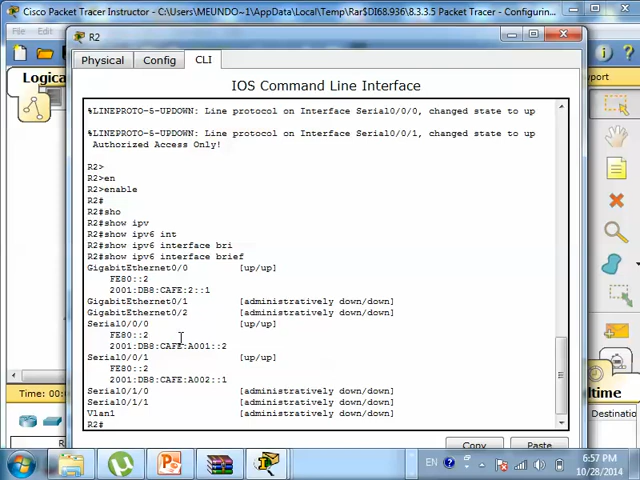 Cisco Packet Tracer Instructor - C:\Users\MEUNDO~1\AppData\Local\Temp\Rar$DI68.936\8.3.3.5 Packet Tracer - Configurin...
File
R2
Logical
port
Physical
Config
CLI
IOS Command Line Interface
%LINEPROTO-5-UPDOWN: Line protocol on Interface Serial0/0/0, changed state to up
%LINEPROTO-5-UPDOWN: Line protocol on Interface Serial0/0/1, changed state to up
Authorized Access Only!
R2>
R2>en
R2>enable
R2#
R2#sho
R2#show ipv
R2#show ipv6 int
R2#show ipv6 interface bri
R2#show ipv6 interface brief
GigabitEthernet0/0 [up/up]
FE80::2
2001:DB8:CAFE:2::1
GigabitEthernet0/1 [administratively down/down]
GigabitEthernet0/2 [administratively down/down]
Serial0/0/0 [up/up]
FE80::2
2001:DB8:CAFE:A001::2
Serial0/0/1 [up/up]
FE80::2
2001:DB8:CAFE:A002::1
Serial0/1/0 [administratively down/down]
Serial0/1/1 [administratively down/down]
Vlan1 [administratively down/down]
R2#
Time: 00:
ltime
Destinatio
Copy
Paste
EN
6:57 PM
10/28/2014